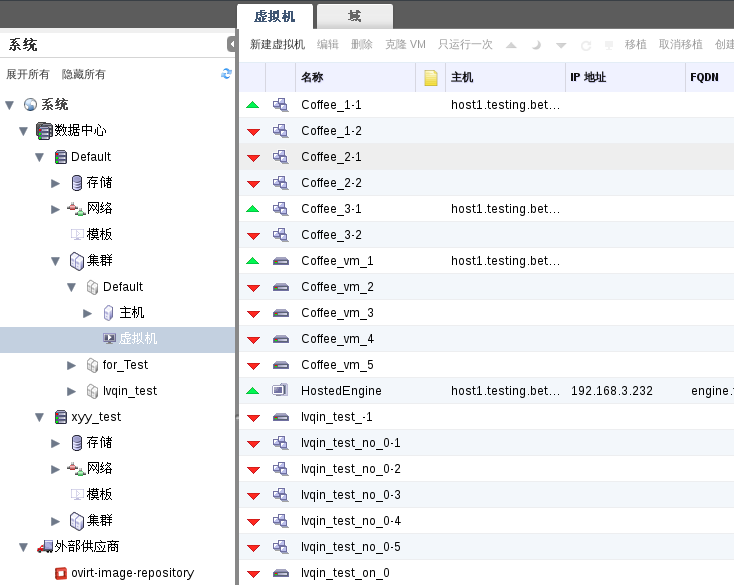 虚拟机 域
系统
展开所有 隐藏所有
系统
数据中心
Default
存储
网络
模板
集群
Default
主机
虚拟机
for_Test
lvqin_test
xyy_test
存储
网络
模板
集群
外部供应商
ovirt-image-repository
新建虚拟机 编辑 删除 克隆 VM 只运行一次 移植 取消移植 创建
名称 主机 IP 地址 FQDN
Coffee_1-1 host1.testing.bet...
Coffee_1-2
Coffee_2-1
Coffee_2-2
Coffee_3-1 host1.testing.bet...
Coffee_3-2
Coffee_vm_1 host1.testing.bet...
Coffee_vm_2
Coffee_vm_3
Coffee_vm_4
Coffee_vm_5
HostedEngine host1.testing.bet... 192.168.3.232 engine.
lvqin_test_-1
lvqin_test_no_0-1
lvqin_test_no_0-2
lvqin_test_no_0-3
lvqin_test_no_0-4
lvqin_test_no_0-5
lvqin_test_on_0